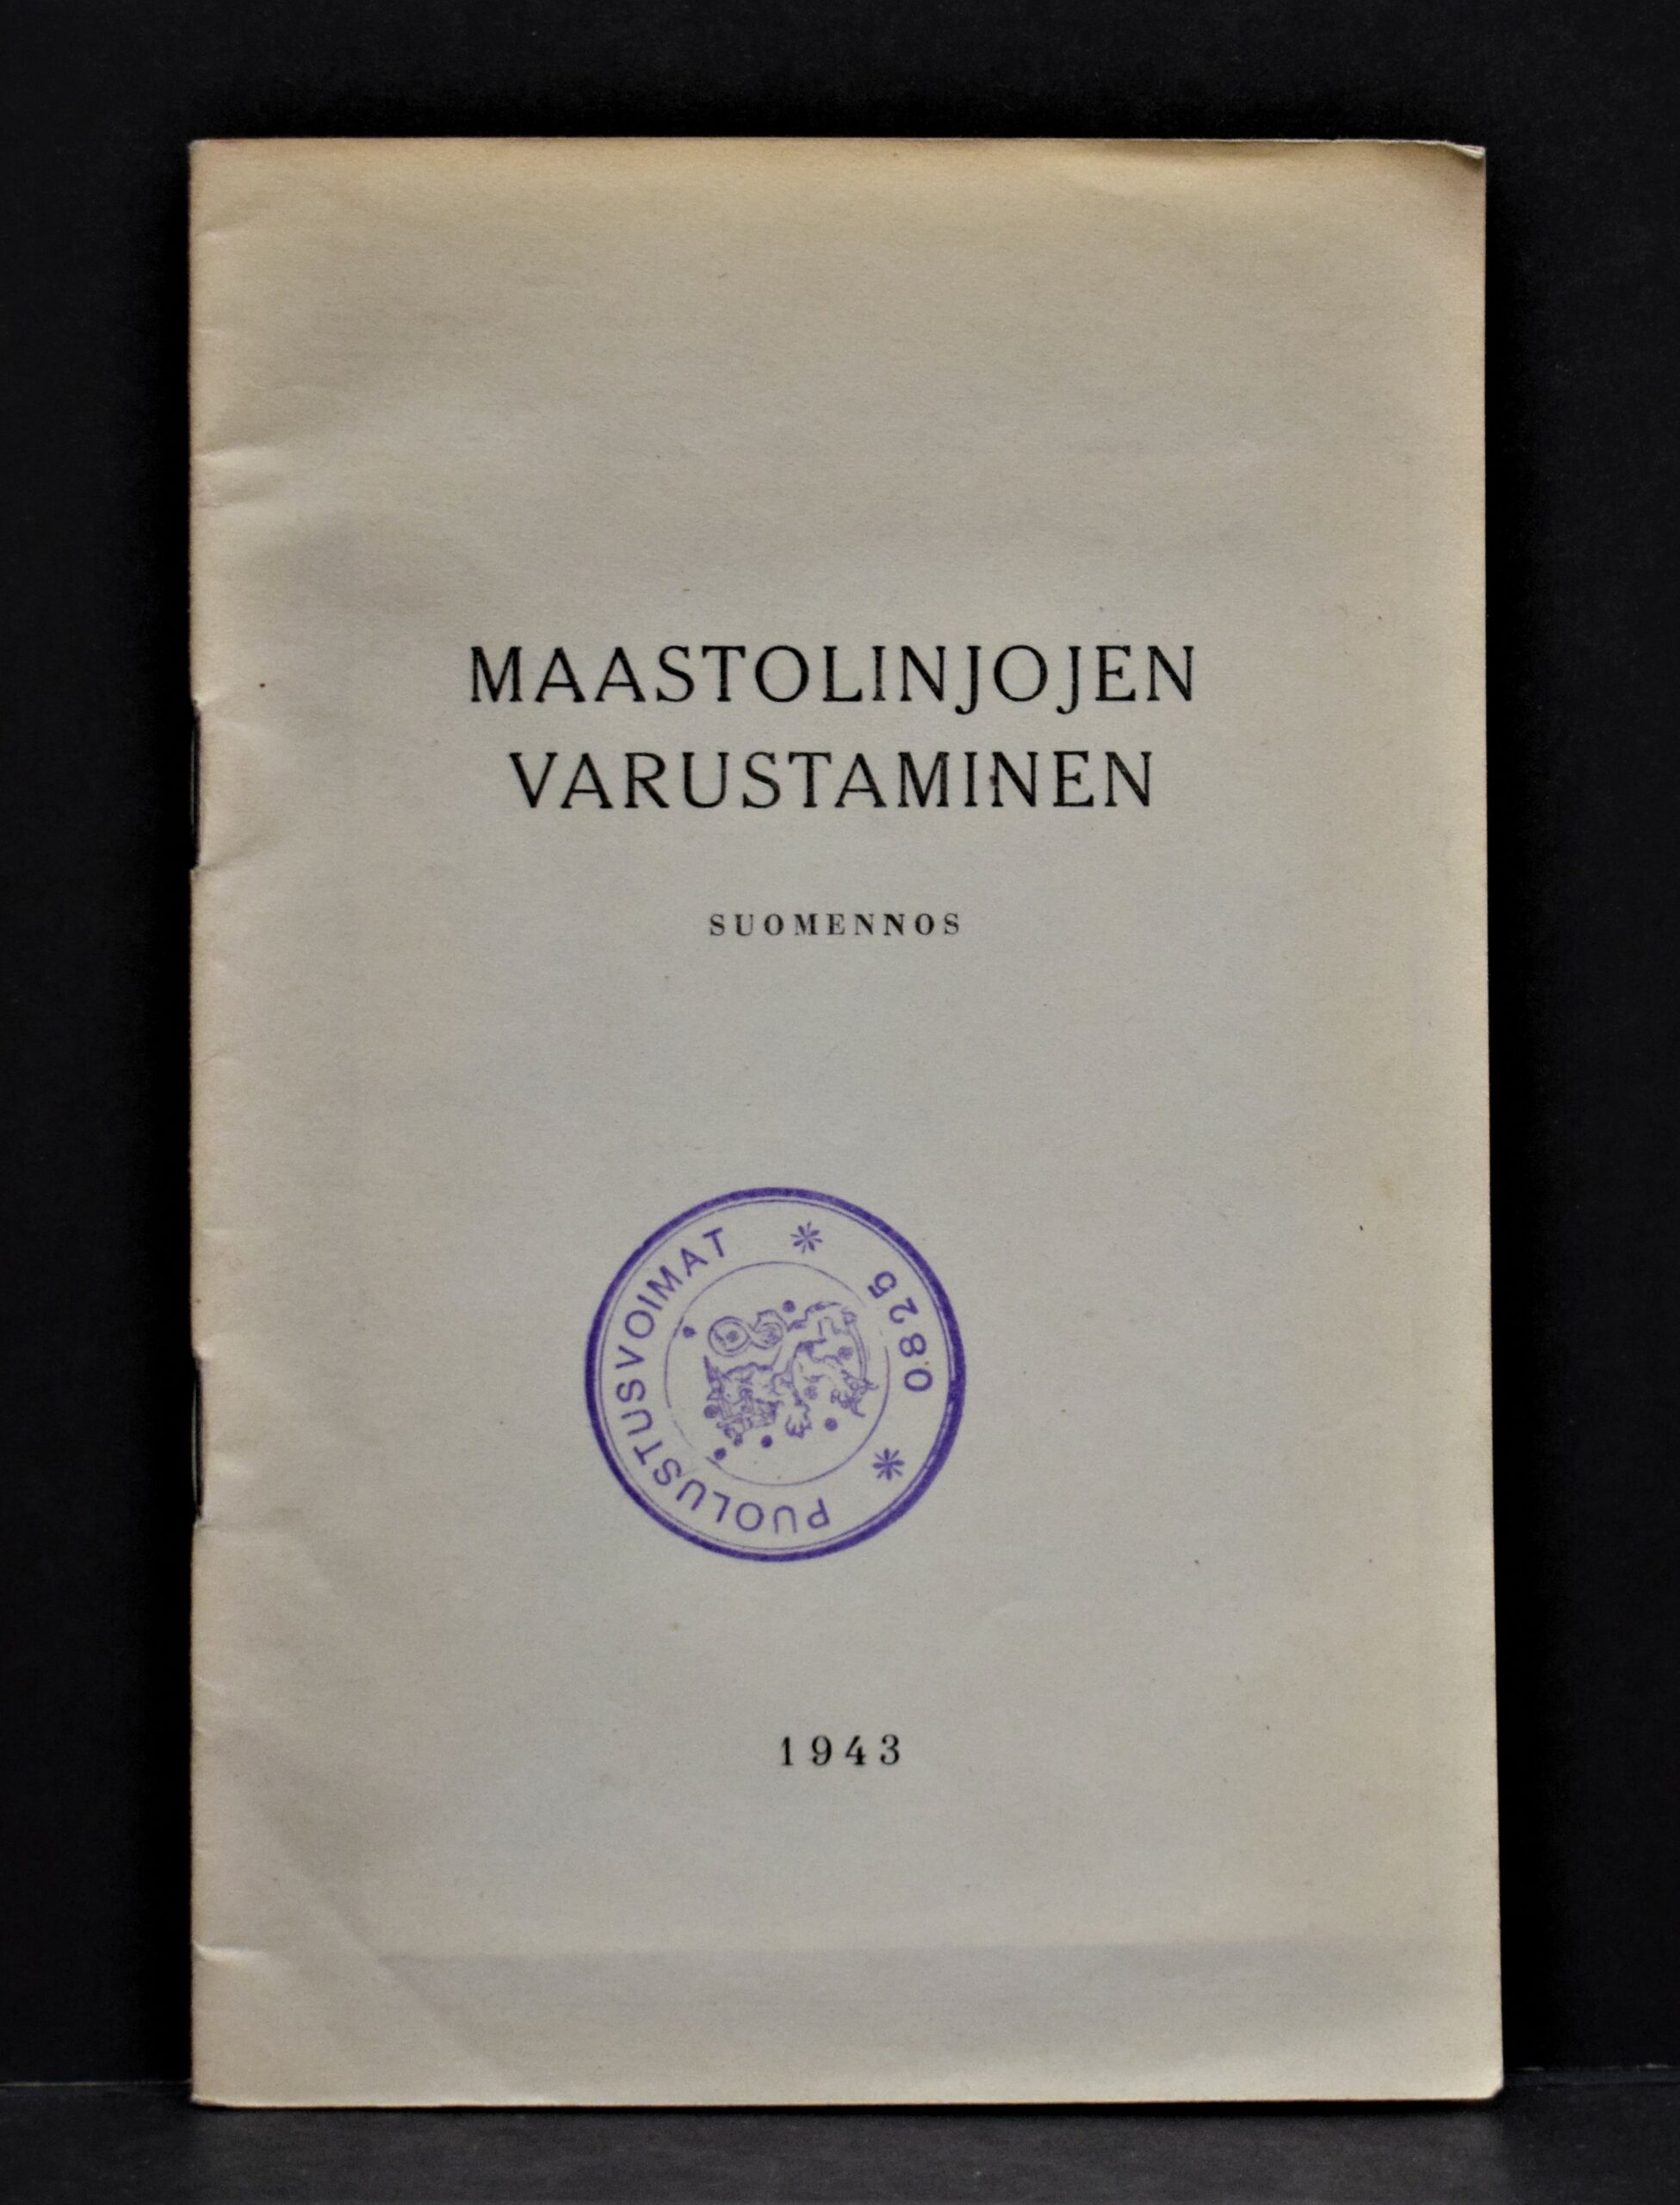 MAASTOLINJOJEN
VARUSTAMINEN
SUOMENNOS
PUOLUSTUSVOIMAT
* 0825 *
1943